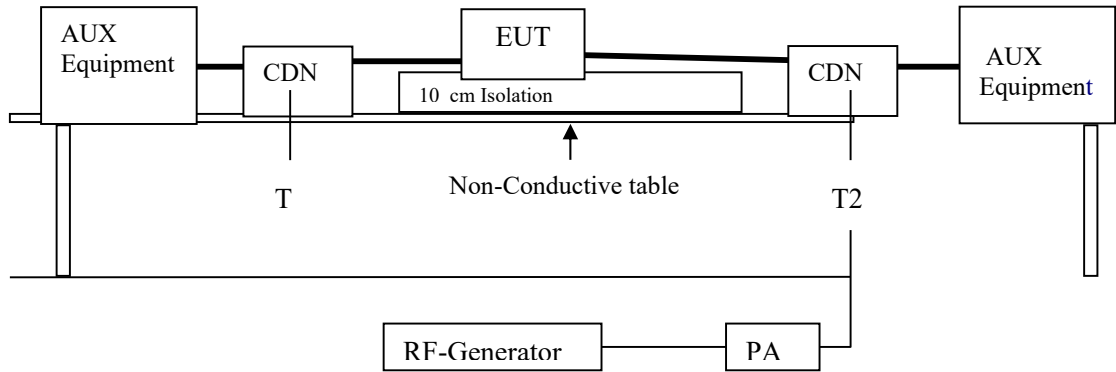 AUX
Equipment
CDN
EUT
10 cm Isolation
CDN
AUX
Equipment
Non-Conductive table
T
T2
RF-Generator
PA